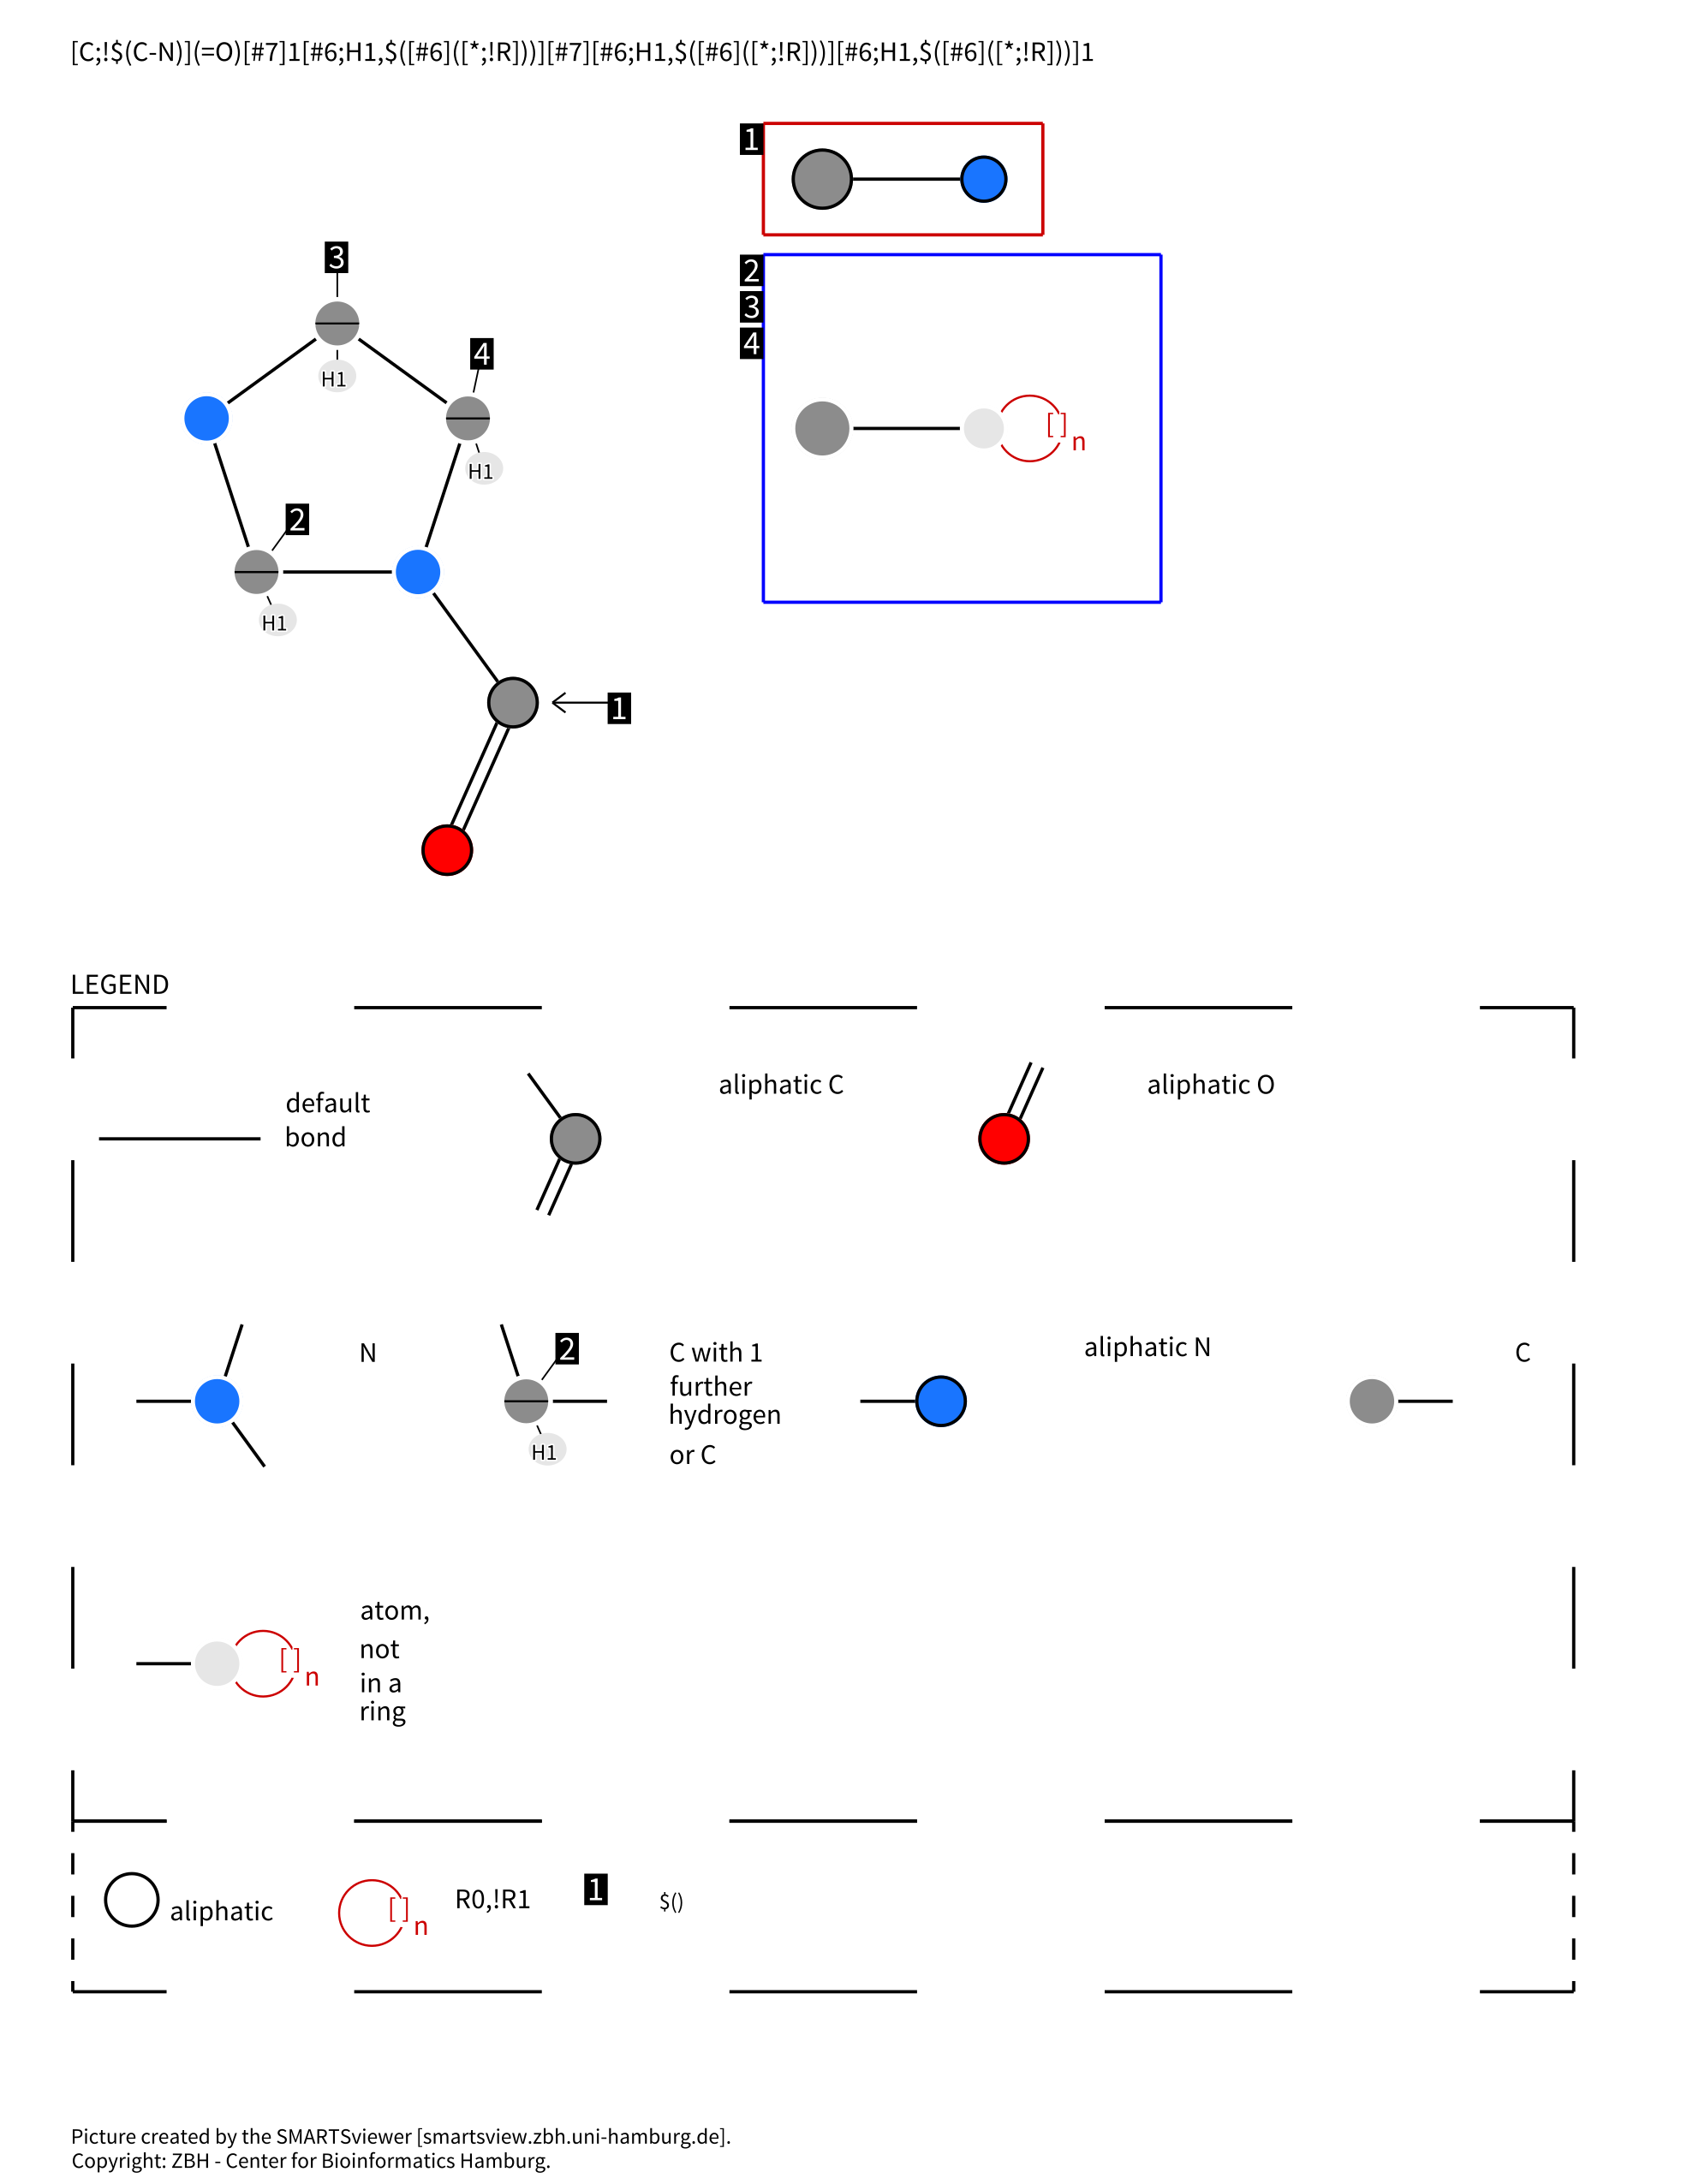 [C;!$(C-N)](=O)[#7]1[#6;H1,$([#6]([*;!R]))][#7][#6;H1,$([#6]([*;!R]))][#6;H1,$([#6]([*;!R]))]1
1
2
3
4
3
H1
4
H1
2
H1
[]n
1
LEGEND
default
bond
aliphatic C
aliphatic O
N
2
H1
C with 1
further
hydrogen
or C
aliphatic N
C
[]n
atom,
not
in a
ring
aliphatic
[]n
R0,!R1
1
$()
Picture created by the SMARTSviewer [smartsview.zbh.uni-hamburg.de].
Copyright: ZBH - Center for Bioinformatics Hamburg.